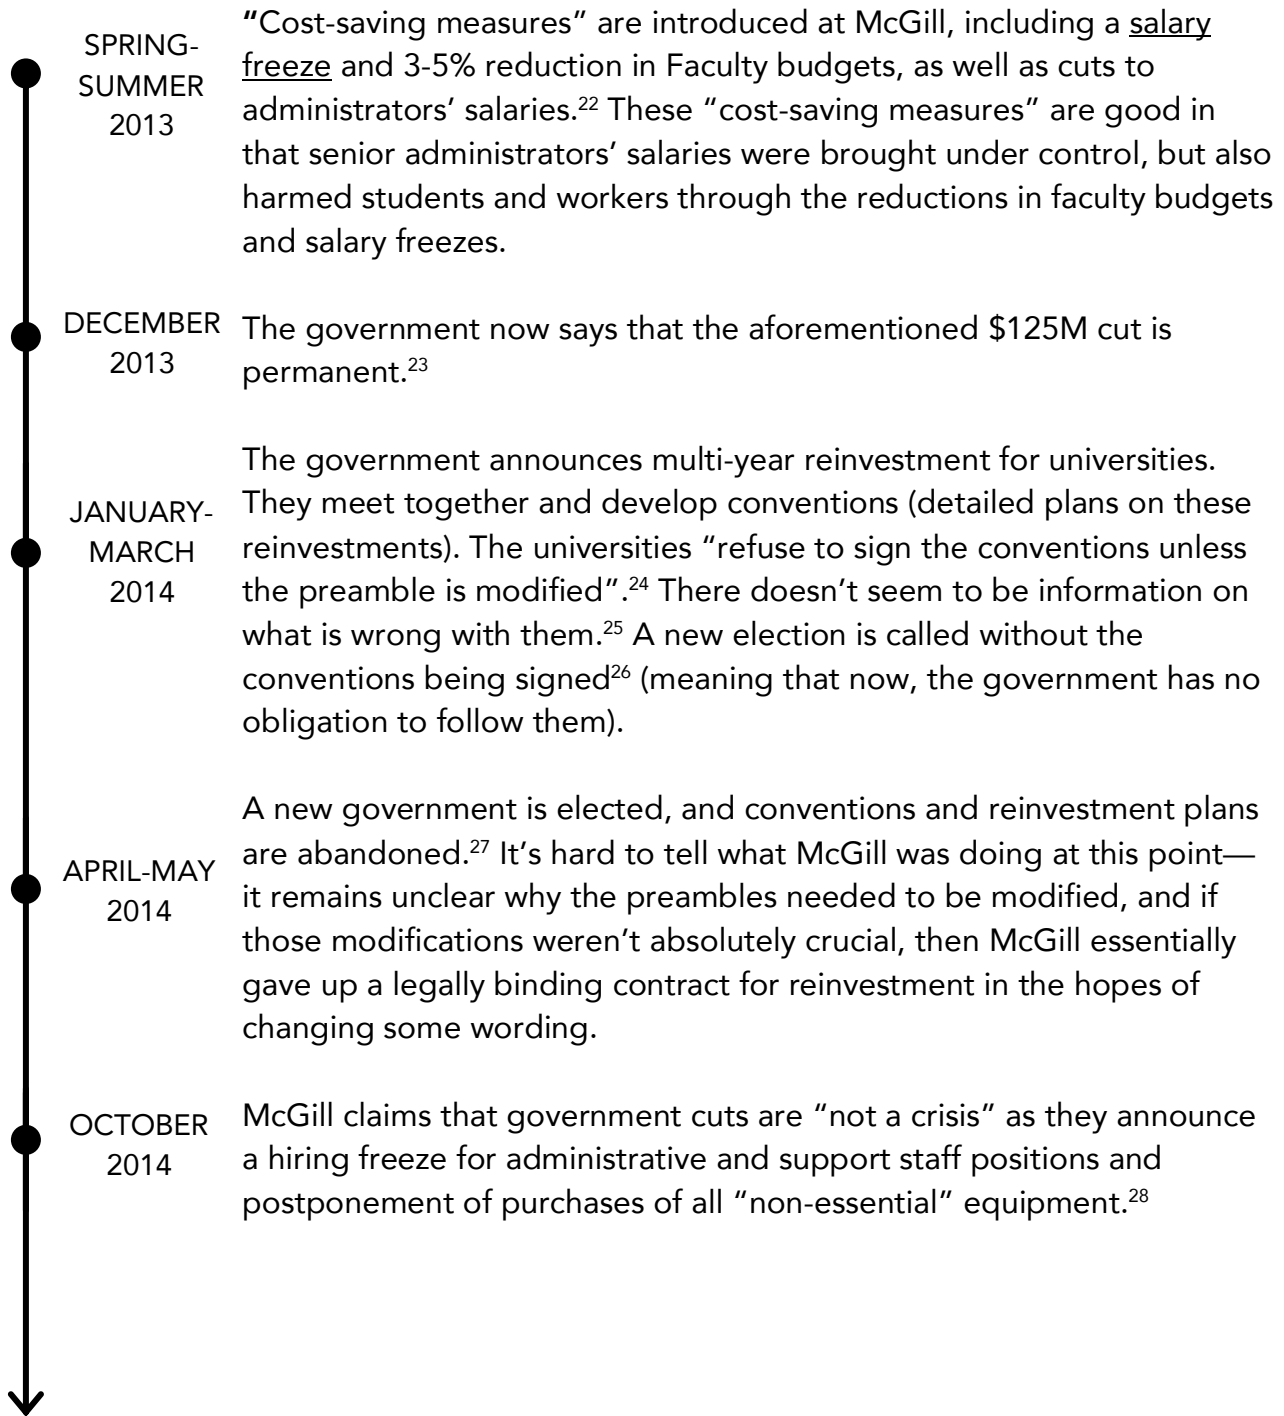 SPRING-
SUMMER
2013
"Cost-saving measures” are introduced at McGill, including a salary
freeze and 3-5% reduction in Faculty budgets, as well as cuts to
administrators’ salaries.22 These “cost-saving measures” are good in
that senior administrators’ salaries were brought under control, but also
harmed students and workers through the reductions in faculty budgets
and salary freezes.
DECEMBER
2013
The government now says that the aforementioned $125M cut is
permanent.23
JANUARY-
MARCH
2014
The government announces multi-year reinvestment for universities.
They meet together and develop conventions (detailed plans on these
reinvestments). The universities “refuse to sign the conventions unless
the preamble is modified”.24 There doesn’t seem to be information on
what is wrong with them.25 A new election is called without the
conventions being signed26 (meaning that now, the government has no
obligation to follow them).
APRIL-MAY
2014
A new government is elected, and conventions and reinvestment plans
are abandoned.27 It’s hard to tell what McGill was doing at this point—
it remains unclear why the preambles needed to be modified, and if
those modifications weren’t absolutely crucial, then McGill essentially
gave up a legally binding contract for reinvestment in the hopes of
changing some wording.
OCTOBER
2014
McGill claims that government cuts are “not a crisis” as they announce
a hiring freeze for administrative and support staff positions and
postponement of purchases of all “non-essential” equipment.28